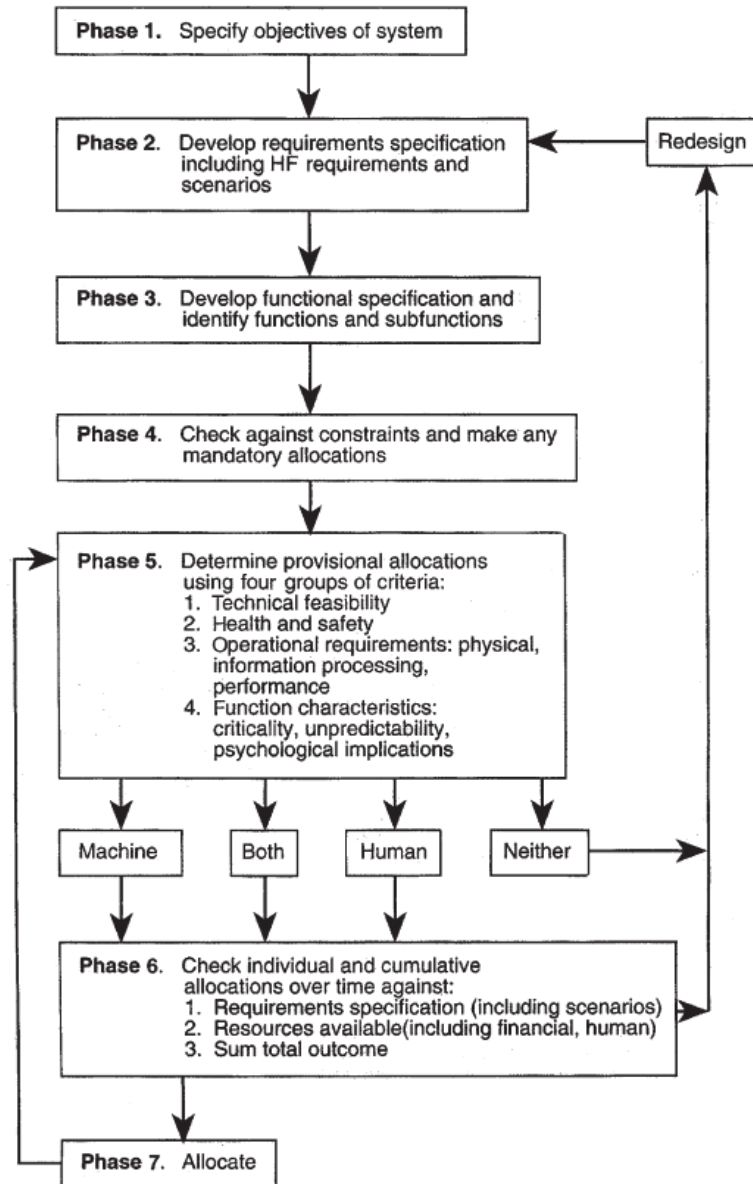 Phase 1. Specify objectives of system
Phase 2. Develop requirements specification
including HF requirements and
scenarios
Redesign
Phase 3. Develop functional specification and
identify functions and subfunctions
Phase 4. Check against constraints and make any
mandatory allocations
Phase 5. Determine provisional allocations
using four groups of criteria:
1. Technical feasibility
2. Health and safety
3. Operational requirements: physical,
information processing,
performance
4. Function characteristics:
criticality, unpredictability,
psychological implications
Machine
Both
Human
Neither
Phase 6. Check individual and cumulative
allocations over time against:
1. Requirements specification (including scenarios)
2. Resources available(including financial, human)
3. Sum total outcome
Phase 7. Allocate